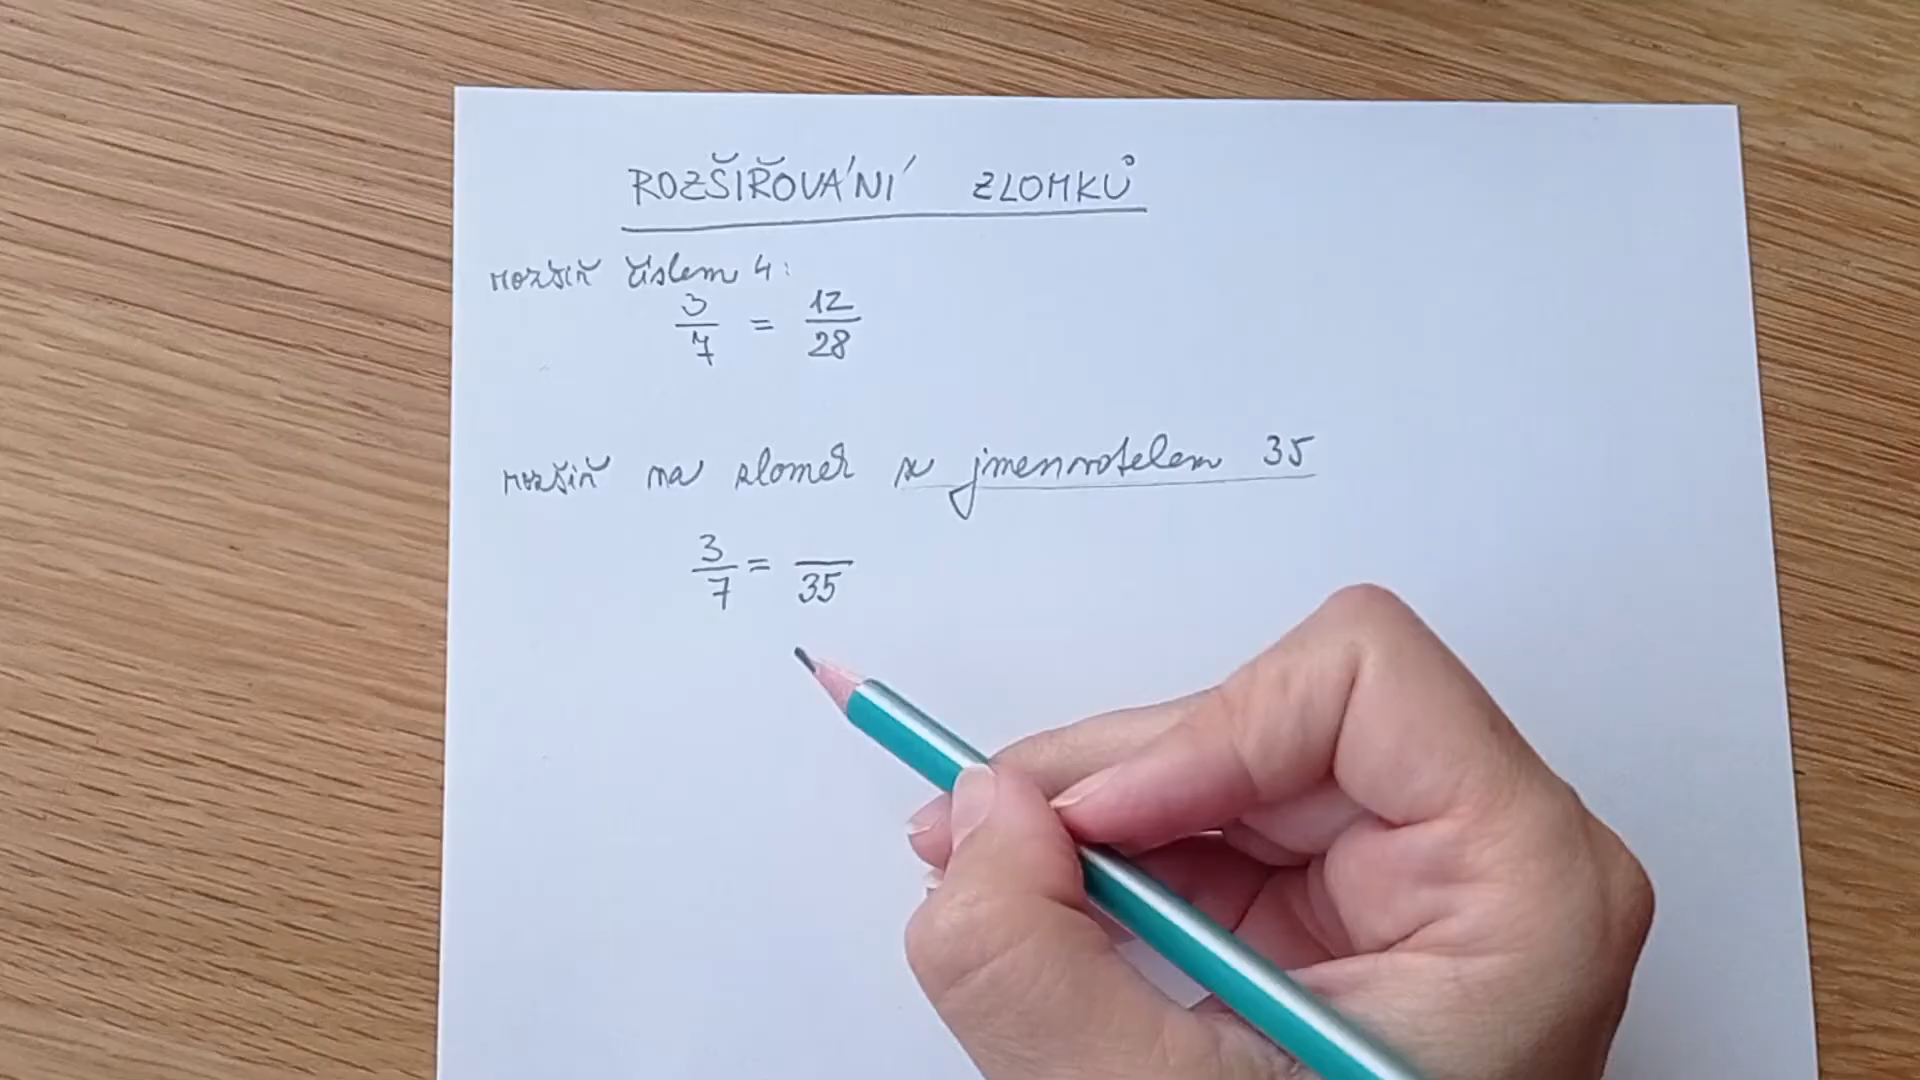 ROZŠIŘOVÁNÍ ZLOMKŮ
rozšiř číslem 4:
3/7 = 12/28
rozšiř na zlomek s jmenovatelem 35
3/7 = /35